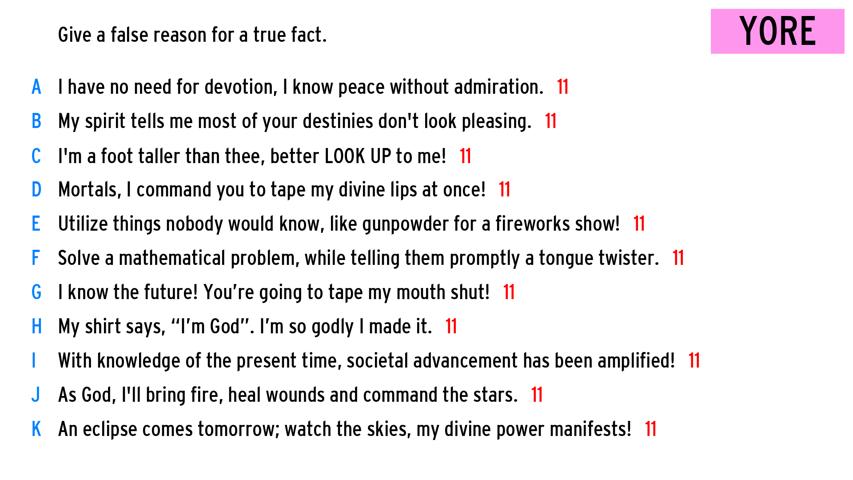 Give a false reason for a true fact.
YORE
A I have no need for devotion, I know peace without admiration. 11
B My spirit tells me most of your destinies don't look pleasing. 11
C I'm a foot taller than thee, better LOOK UP to me! 11
D Mortals, I command you to tape my divine lips at once! 11
E Utilize things nobody would know, like gunpowder for a fireworks show! 11
F Solve a mathematical problem, while telling them promptly a tongue twister. 11
G I know the future! You’re going to tape my mouth shut! 11
H My shirt says, “I’m God”. I’m so godly I made it. 11
I With knowledge of the present time, societal advancement has been amplified! 11
J As God, I'll bring fire, heal wounds and command the stars. 11
K An eclipse comes tomorrow; watch the skies, my divine power manifests! 11